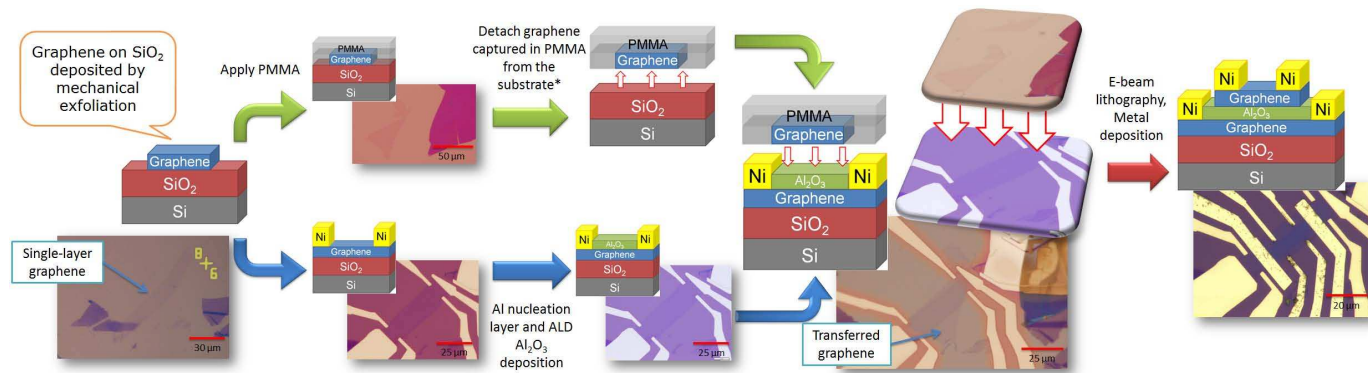 Graphene on SiO₂
deposited by
mechanical
exfoliation
Graphene
SiO₂
Si
Single-layer
graphene
8
6
30 μm
Apply PMMA
PMMA
Graphene
SiO₂
Si
50 μm
Detach graphene
captured in PMMA
from the
substrate*
PMMA
Graphene
SiO₂
Si
Ni
Ni
Graphene
SiO₂
Si
25 μm
Al nucleation
layer and ALD
Al₂O₃
deposition
Ni
Ni
Al₂O₃
Graphene
SiO₂
Si
25 μm
PMMA
Graphene
Ni
Ni
Al₂O₃
Graphene
SiO₂
Si
Transferred
graphene
25 μm
E-beam
lithography,
Metal
deposition
Ni
Ni
Graphene
Ni
Ni
Al₂O₃
Graphene
SiO₂
Si
20 μm